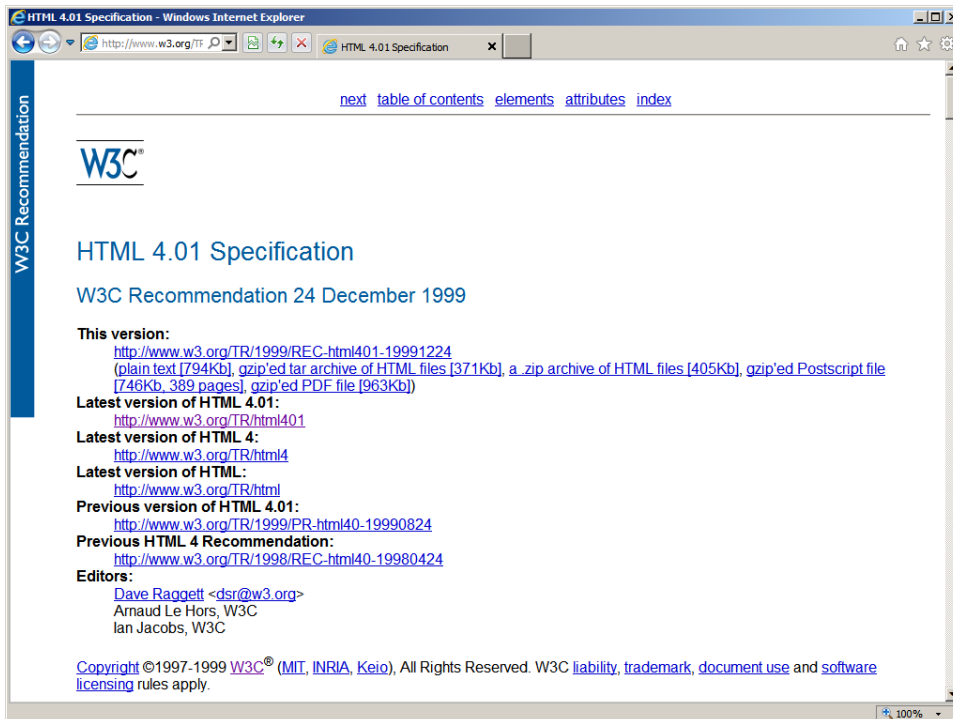 HTML 4.01 Specification - Windows Internet Explorer
http://www.w3.org/TF
HTML 4.01 Specification
W3C Recommendation
next table of contents elements attributes index
W3C®
HTML 4.01 Specification
W3C Recommendation 24 December 1999
This version:
http://www.w3.org/TR/1999/REC-html401-19991224
(plain text [794Kb], gzip'ed tar archive of HTML files [371Kb], a .zip archive of HTML files [405Kb], gzip'ed Postscript file
[746Kb, 389 pages], gzip'ed PDF file [963Kb])
Latest version of HTML 4.01:
http://www.w3.org/TR/html401
Latest version of HTML 4:
http://www.w3.org/TR/html4
Latest version of HTML:
http://www.w3.org/TR/html
Previous version of HTML 4.01:
http://www.w3.org/TR/1999/PR-html40-19990824
Previous HTML 4 Recommendation:
http://www.w3.org/TR/1998/REC-html40-19980424
Editors:
Dave Raggett <dsr@w3.org>
Arnaud Le Hors, W3C
Ian Jacobs, W3C
Copyright ©1997-1999 W3C® (MIT, INRIA, Keio), All Rights Reserved. W3C liability, trademark, document use and software
licensing rules apply.
100%